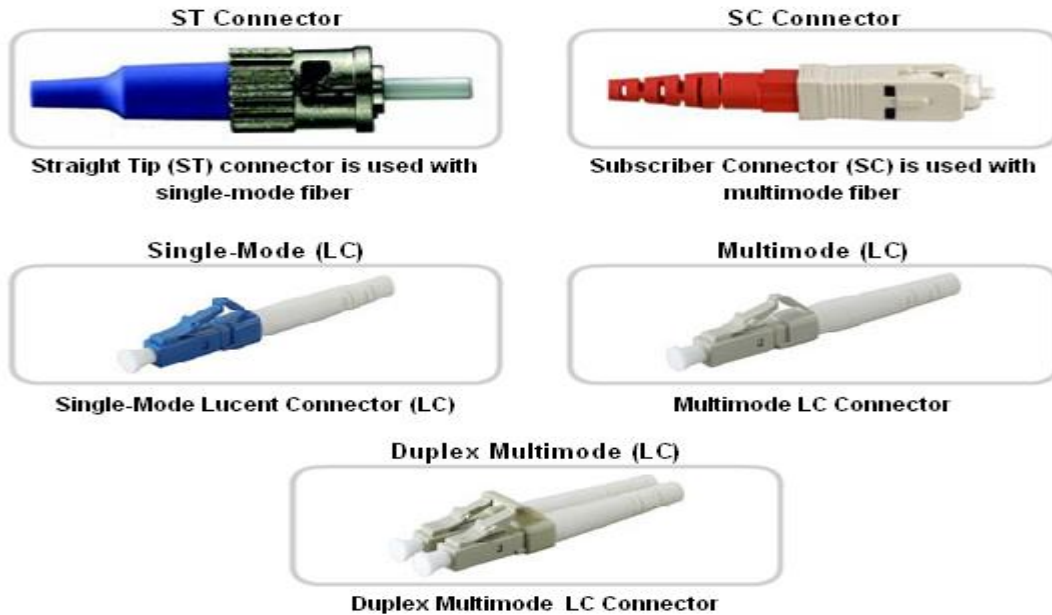 ST Connector
SC Connector
Straight Tip (ST) connector is used with
single-mode fiber
Subscriber Connector (SC) is used with
multimode fiber
Single-Mode (LC)
Multimode (LC)
Single-Mode Lucent Connector (LC)
Multimode LC Connector
Duplex Multimode (LC)
Duplex Multimode LC Connector